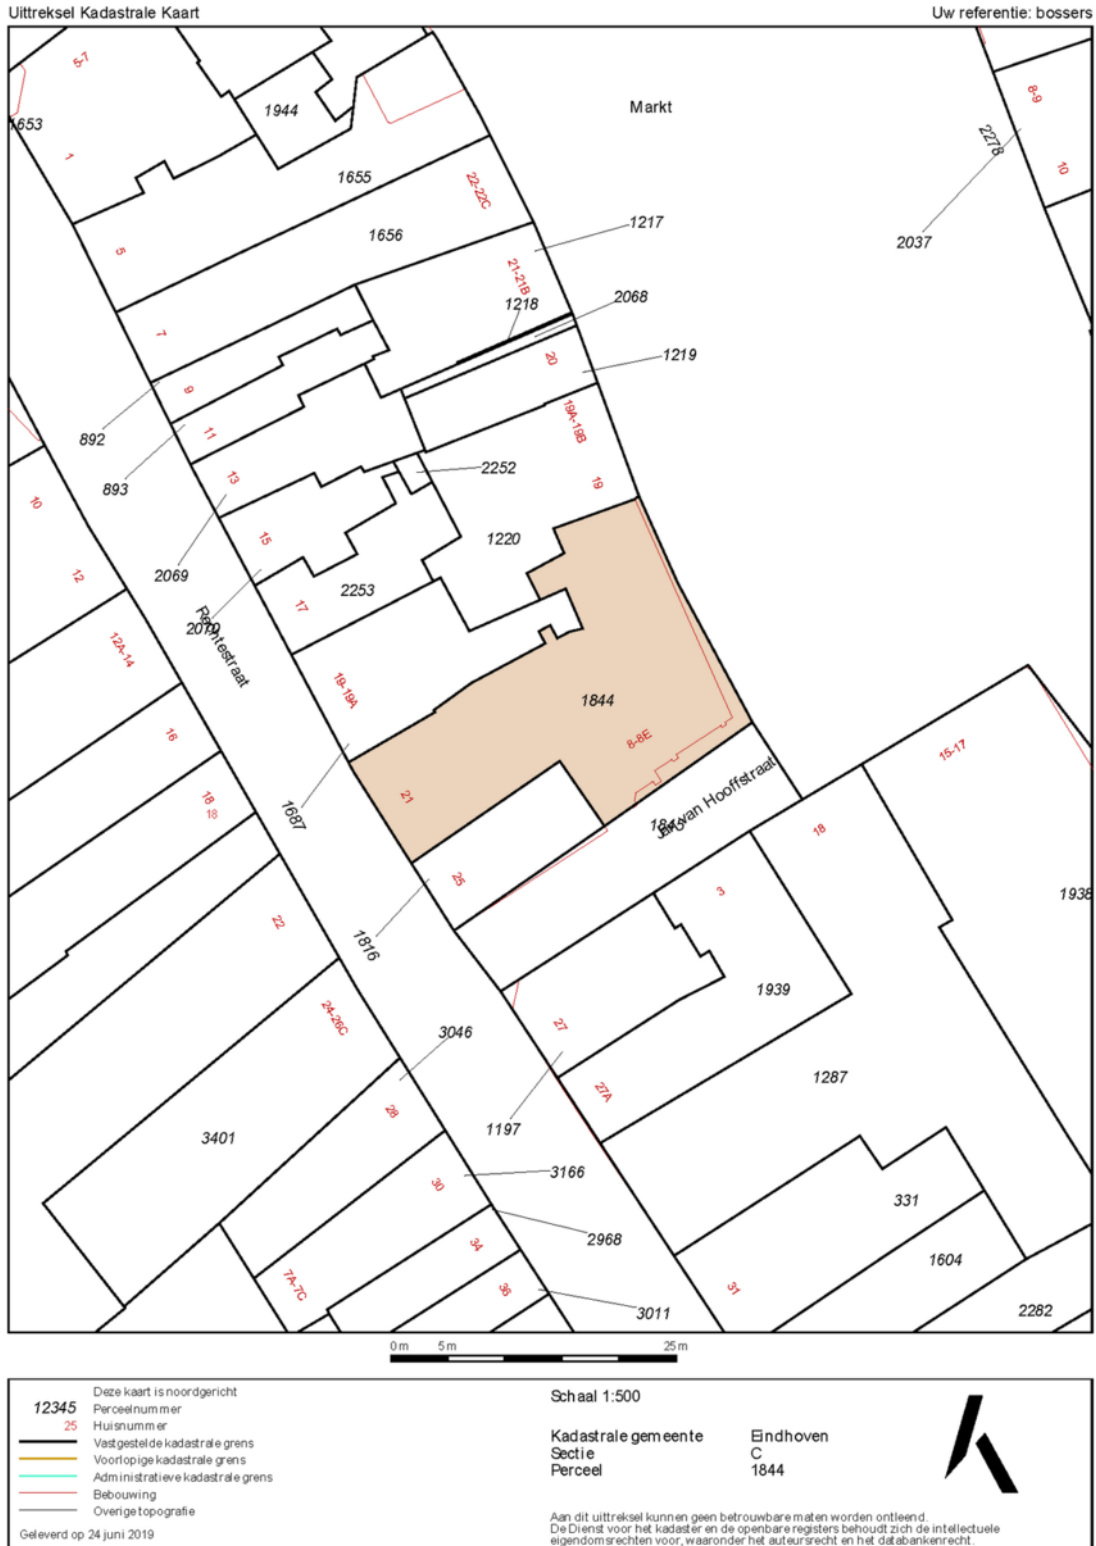 Uittreksel Kadastrale Kaart
Uw referentie: bossers
5-7
1944
Markt
8-9
1653
2278
1
1655
22-22C
10
1217
5
1656
2037
21-21B
2068
1218
7
20
1219
9
19A-19B
892
11
893
13
2252
19
10
15
1220
12
2069
2253
17
2070
Rechtestraat
12A-14
19-19A
1844
8-8E
16
15-17
21
Jan van Hooffstraat
18
18
1687
18
25
3
1938
22
1816
1939
24-26C
27
3046
1287
27A
28
3401
1197
30
3166
331
34
2968
1604
7A-7C
36
31
3011
2282
0 m 5 m 25 m
Deze kaart is noordgericht
12345 Perceelnummer
25 Huisnummer
Vastgestelde kadastrale grens
Voorlopige kadastrale grens
Administratieve kadastrale grens
Bebouwing
Overige topografie
Geleverd op 24 juni 2019
Schaal 1:500
Kadastrale gemeente Eindhoven
Sectie C
Perceel 1844
Aan dit uittreksel kunnen geen betrouwbare maten worden ontleend.
De Dienst voor het kadaster en de openbare registers behoudt zich de intellectuele
eigendomsrechten voor, waaronder het auteursrecht en het databankenrecht.